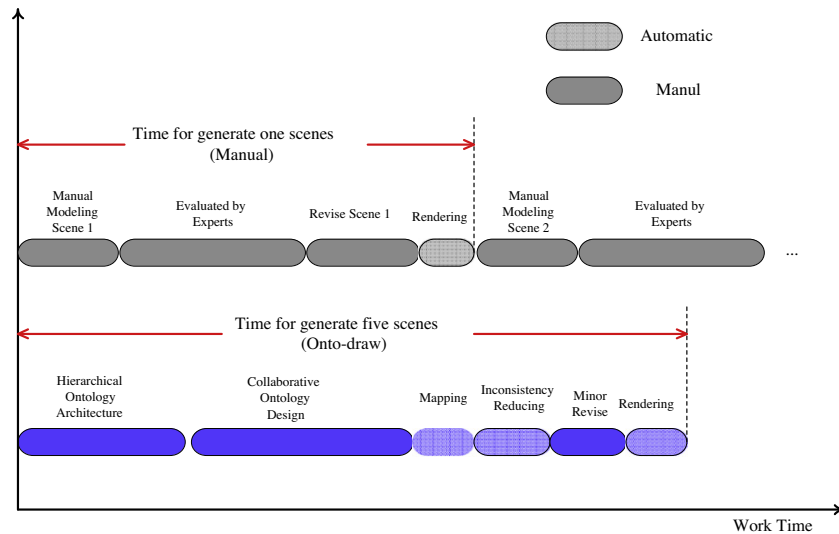 Automatic
Manul
Time for generate one scenes
(Manual)
Manual
Modeling
Scene 1
Evaluated by
Experts
Revise Scene 1
Rendering
Manual
Modeling
Scene 2
Evaluated by
Experts
...
Time for generate five scenes
(Onto-draw)
Hierarchical
Ontology
Architecture
Collaborative
Ontology
Design
Mapping
Inconsistency
Reducing
Minor
Revise
Rendering
Work Time